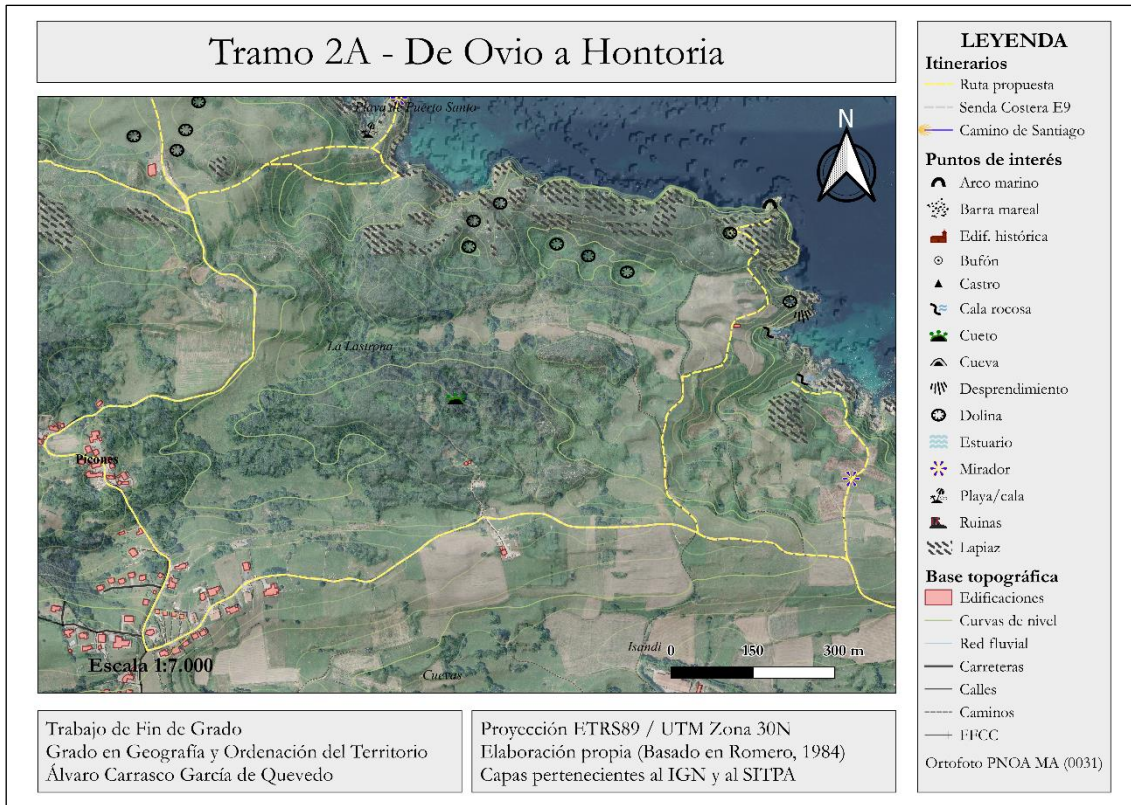 Tramo 2A - De Ovio a Hontoria
Playa de Puerto Santo
N
La Lastrona
Picones
Isandi
Cuevas
Escala 1:7.000
0 150 300 m
Trabajo de Fin de Grado
Grado en Geografía y Ordenación del Territorio
Álvaro Carrasco García de Quevedo
Proyección ETRS89 / UTM Zona 30N
Elaboración propia (Basado en Romero, 1984)
Capas pertenecientes al IGN y al SITPA
LEYENDA
Itinerarios
Ruta propuesta
Senda Costera E9
Camino de Santiago
Puntos de interés
Arco marino
Barra mareal
Edif. histórica
Bufón
Castro
Cala rocosa
Cueto
Cueva
Desprendimiento
Dolina
Estuario
Mirador
Playa/cala
Ruinas
Lapiaz
Base topográfica
Edificaciones
Curvas de nivel
Red fluvial
Carreteras
Calles
Caminos
FFCC
Ortofoto PNOA MA (0031)